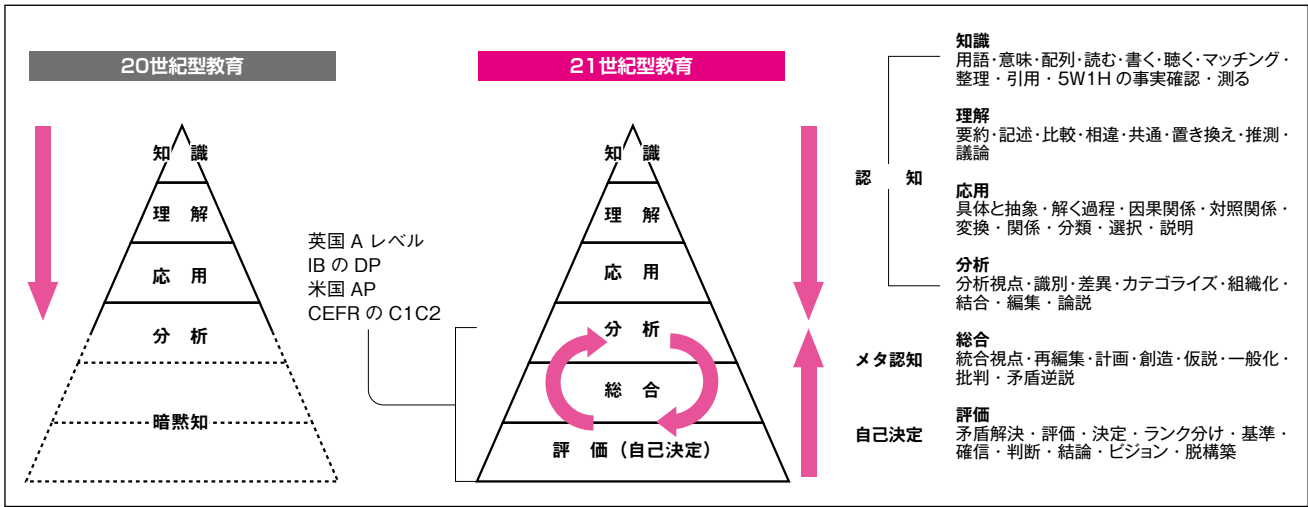 20世紀型教育
知 識
理 解
応 用
分 析
暗黙知
英国 A レベル
IB の DP
米国 AP
CEFR の C1C2
21世紀型教育
知 識
理 解
応 用
分 析
総 合
評 価（自己決定）
認 知
メタ認知
自己決定
知識
用語・意味・配列・読む・書く・聴く・マッチング・
整理・引用・5W1H の事実確認・測る
理解
要約・記述・比較・相違・共通・置き換え・推測・
議論
応用
具体と抽象・解く過程・因果関係・対照関係・
変換・関係・分類・選択・説明
分析
分析視点・識別・差異・カテゴライズ・組織化・
結合・編集・論説
総合
統合視点・再編集・計画・創造・仮説・一般化・
批判・矛盾逆説
評価
矛盾解決・評価・決定・ランク分け・基準・
確信・判断・結論・ビジョン・脱構築